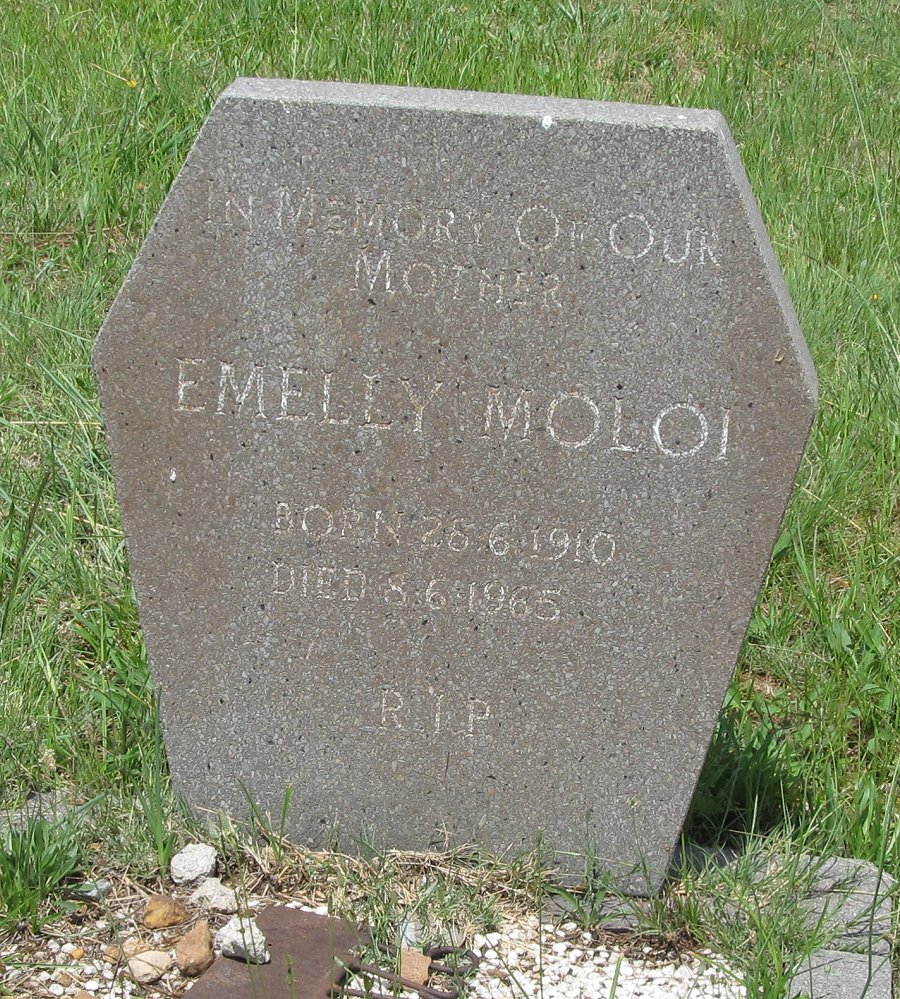 In Memory Of Our
Mother
EMELLY MOLOI
BORN 26.6.1910
DIED 8.6.1965
R.I.P